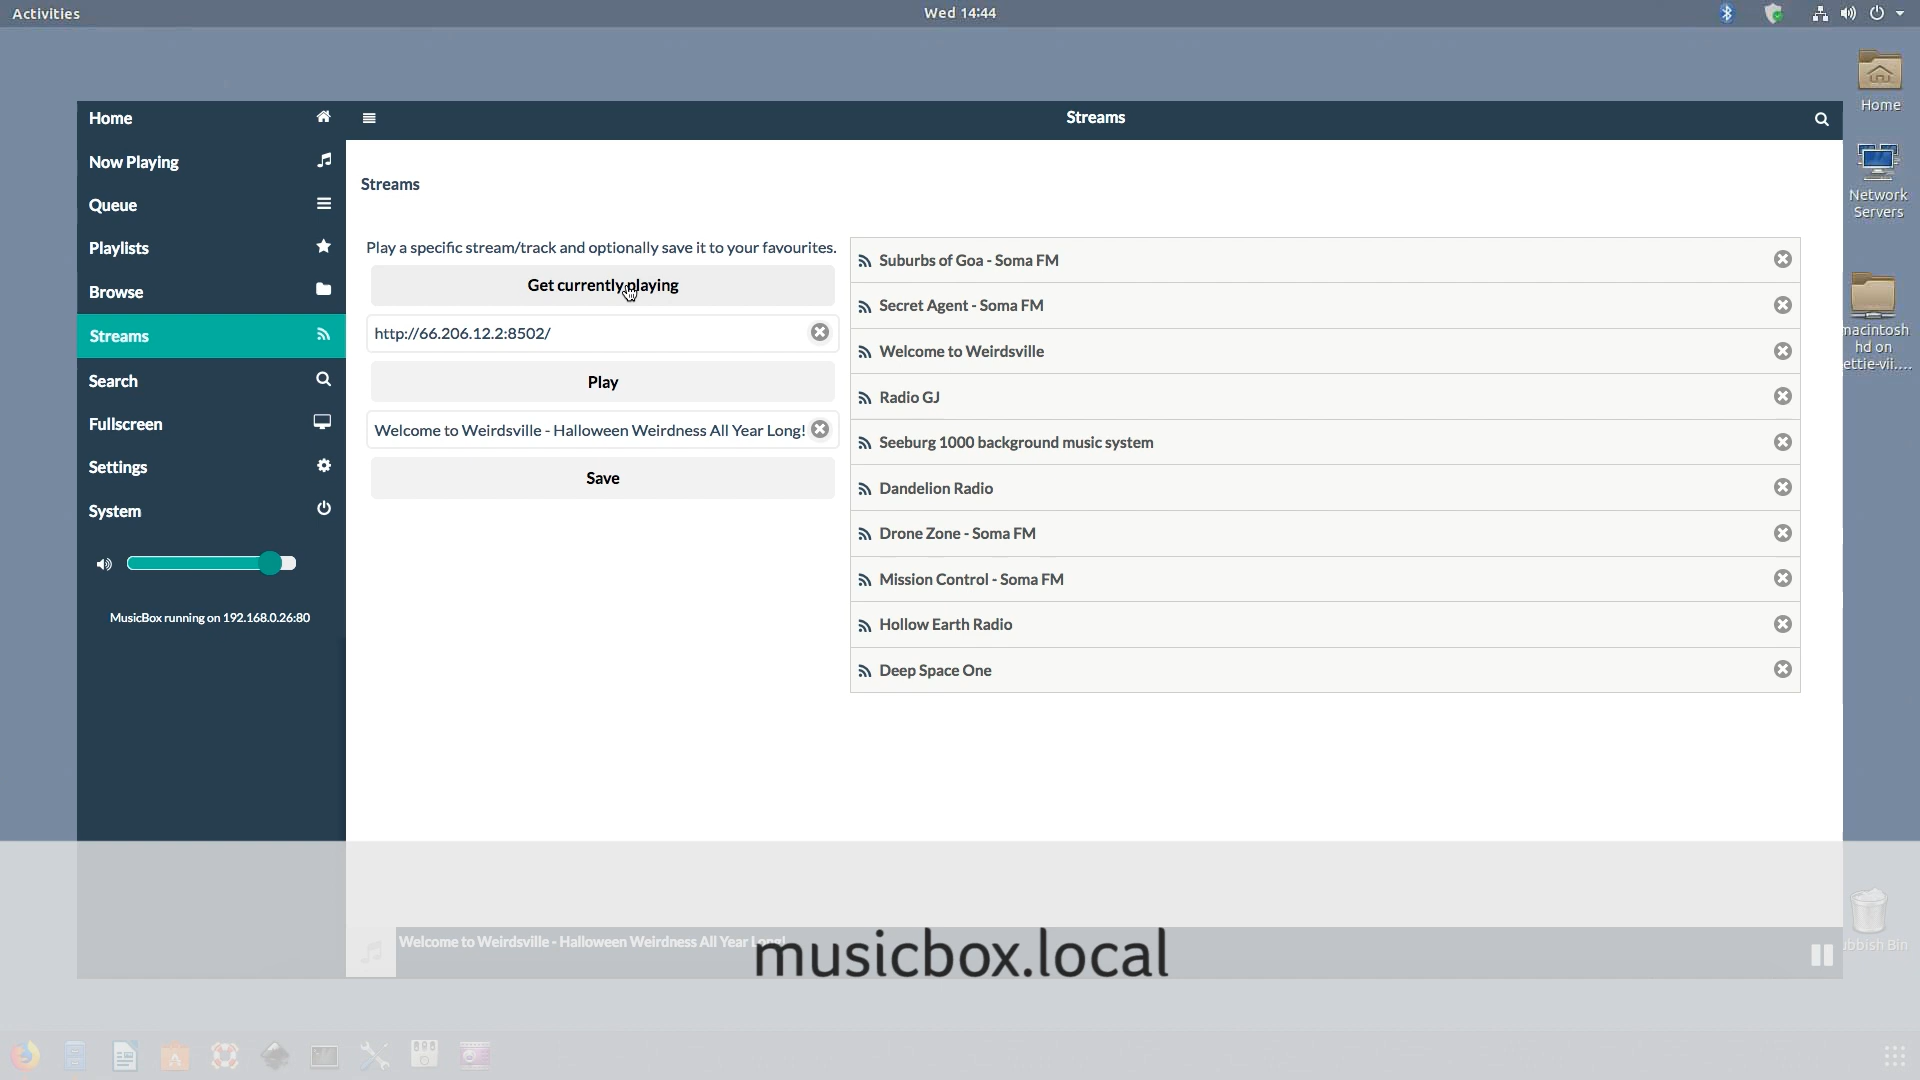 Activities
Wed 14:44
Home
Network
Servers
macintosh
hd on
ettie-vii....
Home
Now Playing
Queue
Playlists
Browse
Streams
Search
Fullscreen
Settings
System
MusicBox running on 192.168.0.26:80
Streams
Streams
Play a specific stream/track and optionally save it to your favourites.
Get currently playing
http://66.206.12.2:8502/
Play
Welcome to Weirdsville - Halloween Weirdness All Year Long!
Save
Suburbs of Goa - Soma FM
Secret Agent - Soma FM
Welcome to Weirdsville
Radio GJ
Seeburg 1000 background music system
Dandelion Radio
Drone Zone - Soma FM
Mission Control - Soma FM
Hollow Earth Radio
Deep Space One
Welcome to Weirdsville - Halloween Weirdness All Year Long!
musicbox.local
ubbish Bin